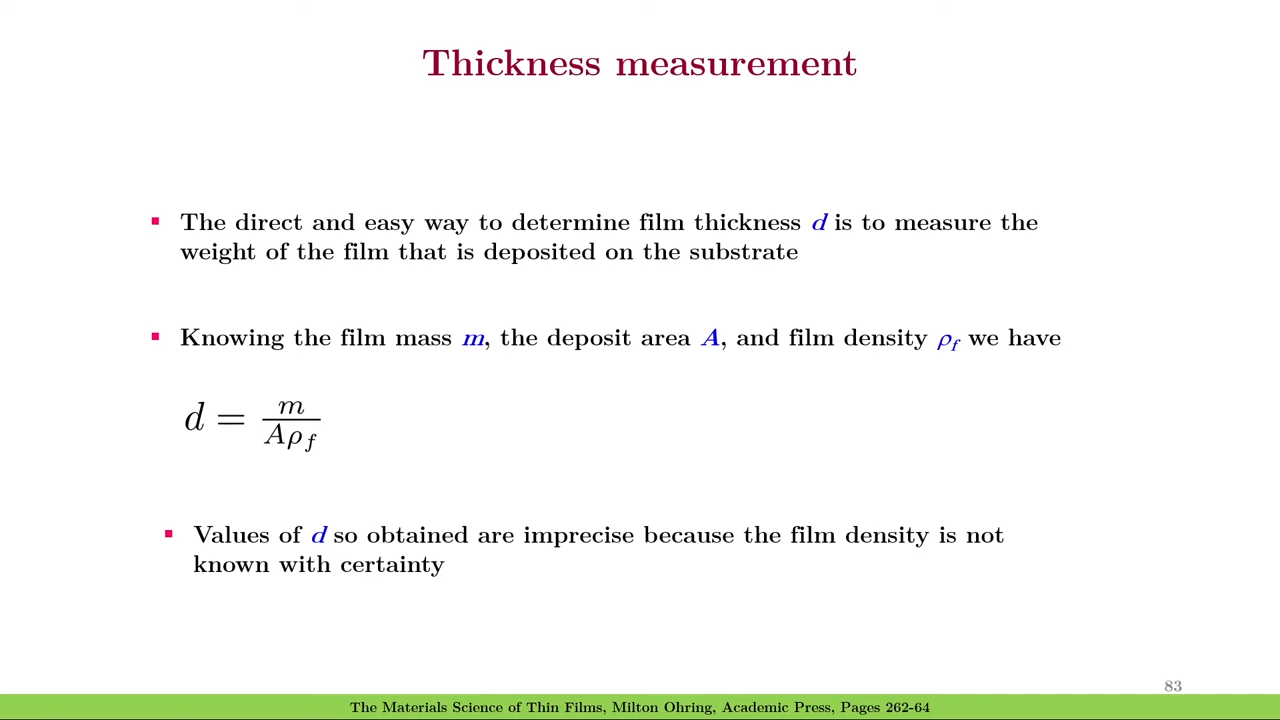 Thickness measurement
▪ The direct and easy way to determine film thickness d is to measure the
weight of the film that is deposited on the substrate
▪ Knowing the film mass m, the deposit area A, and film density ρ_f we have
d = m/(Aρ_f)
▪ Values of d so obtained are imprecise because the film density is not
known with certainty
83
The Materials Science of Thin Films, Milton Ohring, Academic Press, Pages 262-64